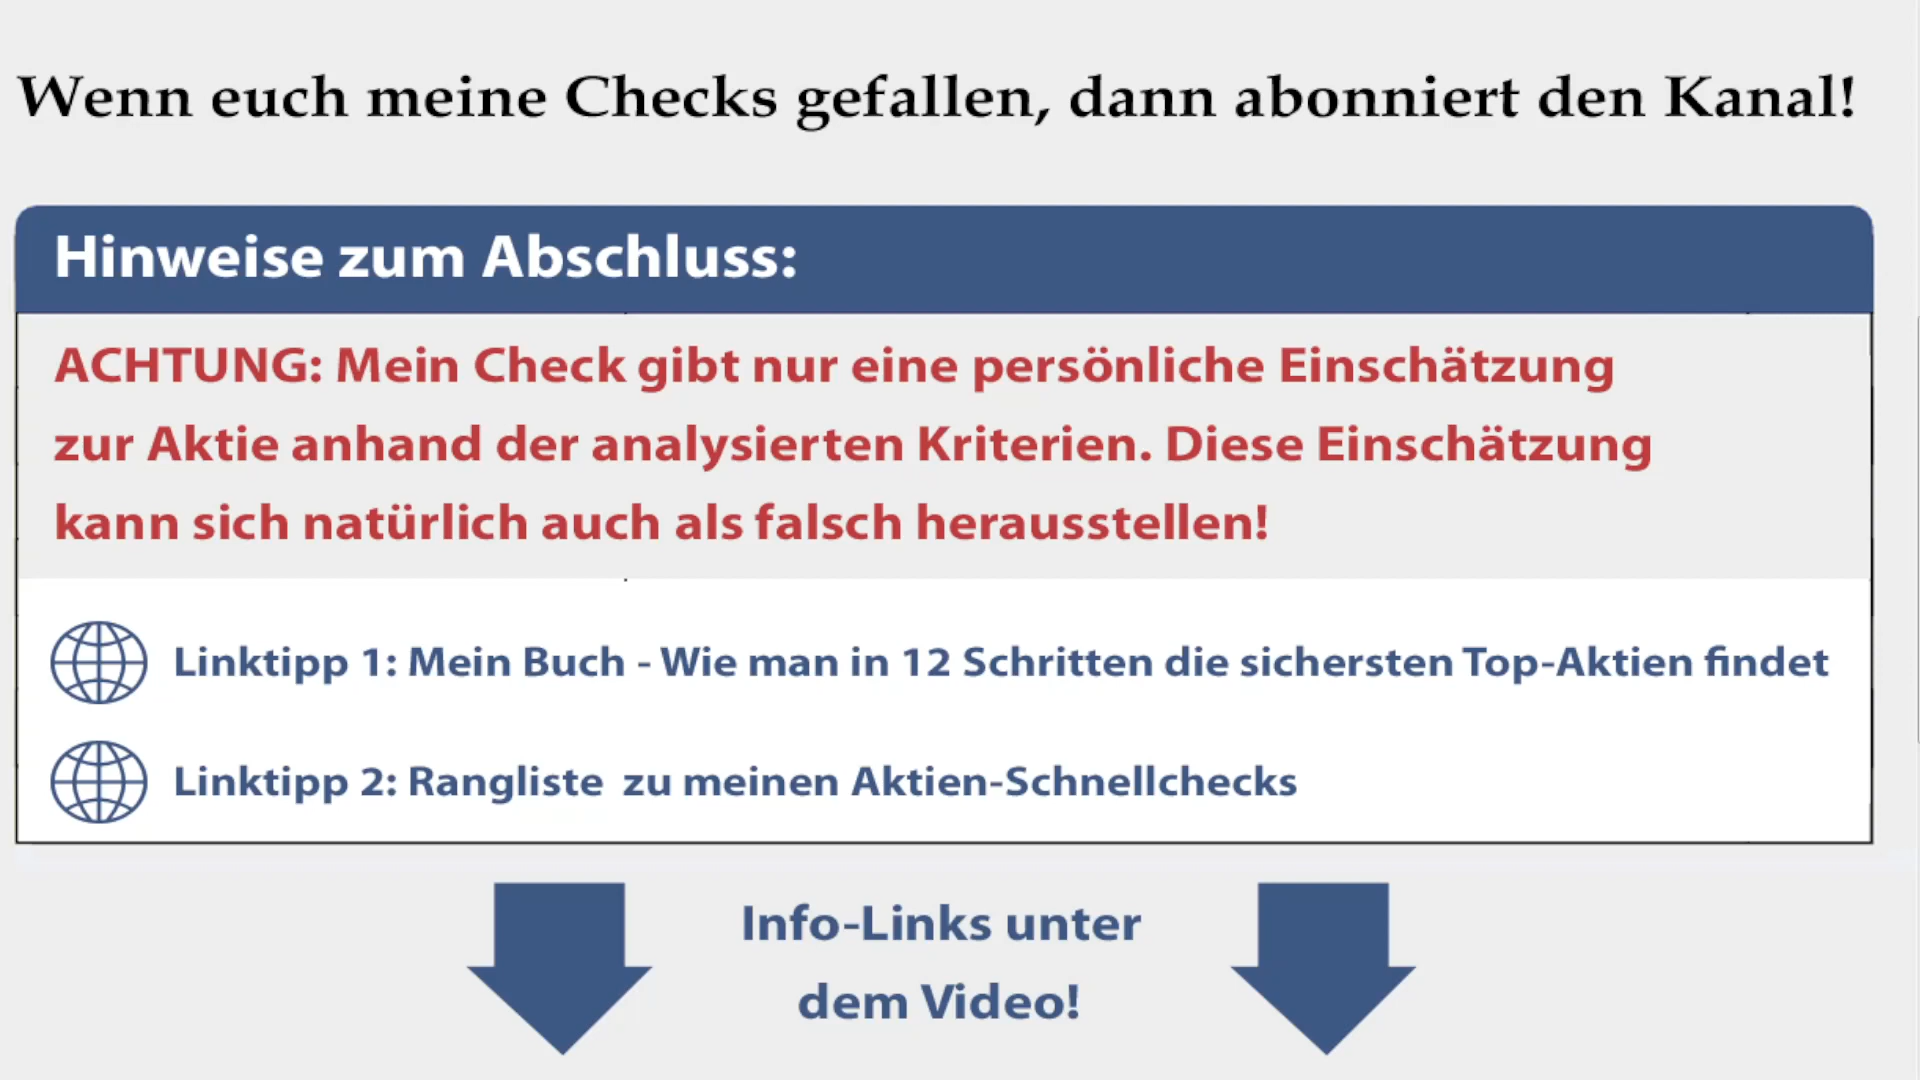 Wenn euch meine Checks gefallen, dann abonniert den Kanal!
Hinweise zum Abschluss:
ACHTUNG: Mein Check gibt nur eine persönliche Einschätzung
zur Aktie anhand der analysierten Kriterien. Diese Einschätzung
kann sich natürlich auch als falsch herausstellen!
Linktipp 1: Mein Buch - Wie man in 12 Schritten die sichersten Top-Aktien findet
Linktipp 2: Rangliste zu meinen Aktien-Schnellchecks
Info-Links unter
dem Video!